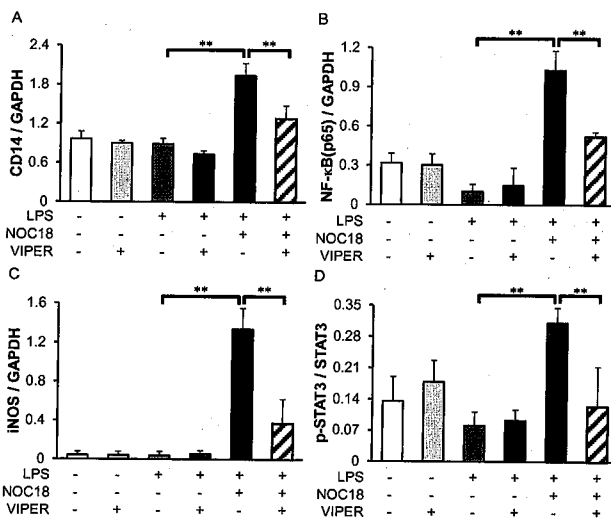 A
CD14 / GAPDH
2.4
1.8
1.2
0.6
0
** **
LPS - - + + + +
NOC18 - - - - + +
VIPER - + - + - +
B
NF-κB(p65) / GAPDH
1.2
0.9
0.6
0.3
0
** **
LPS - - + + + +
NOC18 - - - - + +
VIPER - + - + - +
C
iNOS / GAPDH
1.6
1.2
0.8
0.4
0
** **
LPS - - + + + +
NOC18 - - - - + +
VIPER - + - + - +
D
p-STAT3 / STAT3
0.35
0.28
0.21
0.14
0.07
0
** **
LPS - - + + + +
NOC18 - - - - + +
VIPER - + - + - +